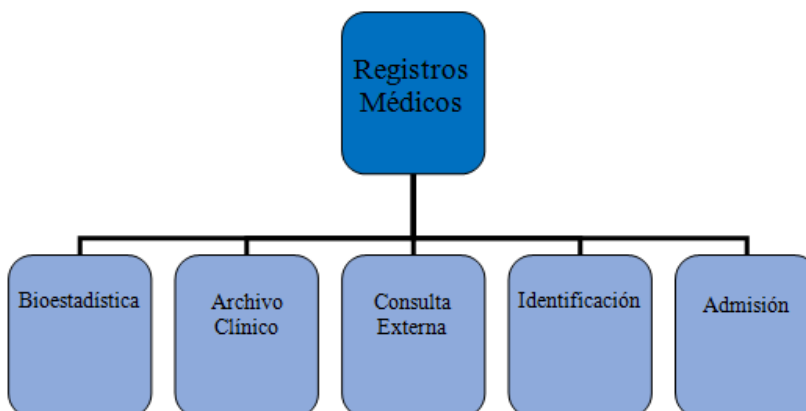 Registros
Médicos
Bioestadística
Archivo
Clínico
Consulta
Externa
Identificación
Admisión